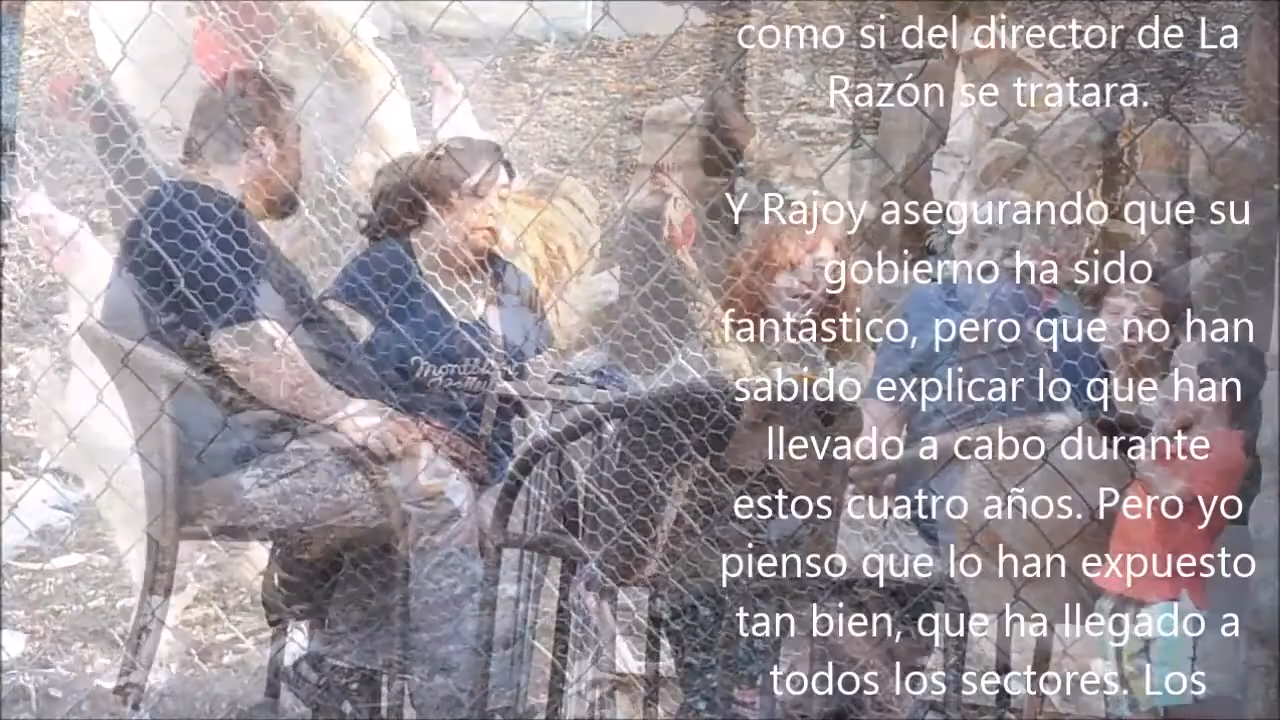 como si del director de La
Razón se tratara.
Y Rajoy asegurando que su
gobierno ha sido
fantástico, pero que no han
sabido explicar lo que han
llevado a cabo durante
estos cuatro años. Pero yo
pienso que lo han expuesto
tan bien, que ha llegado a
todos los sectores. Los